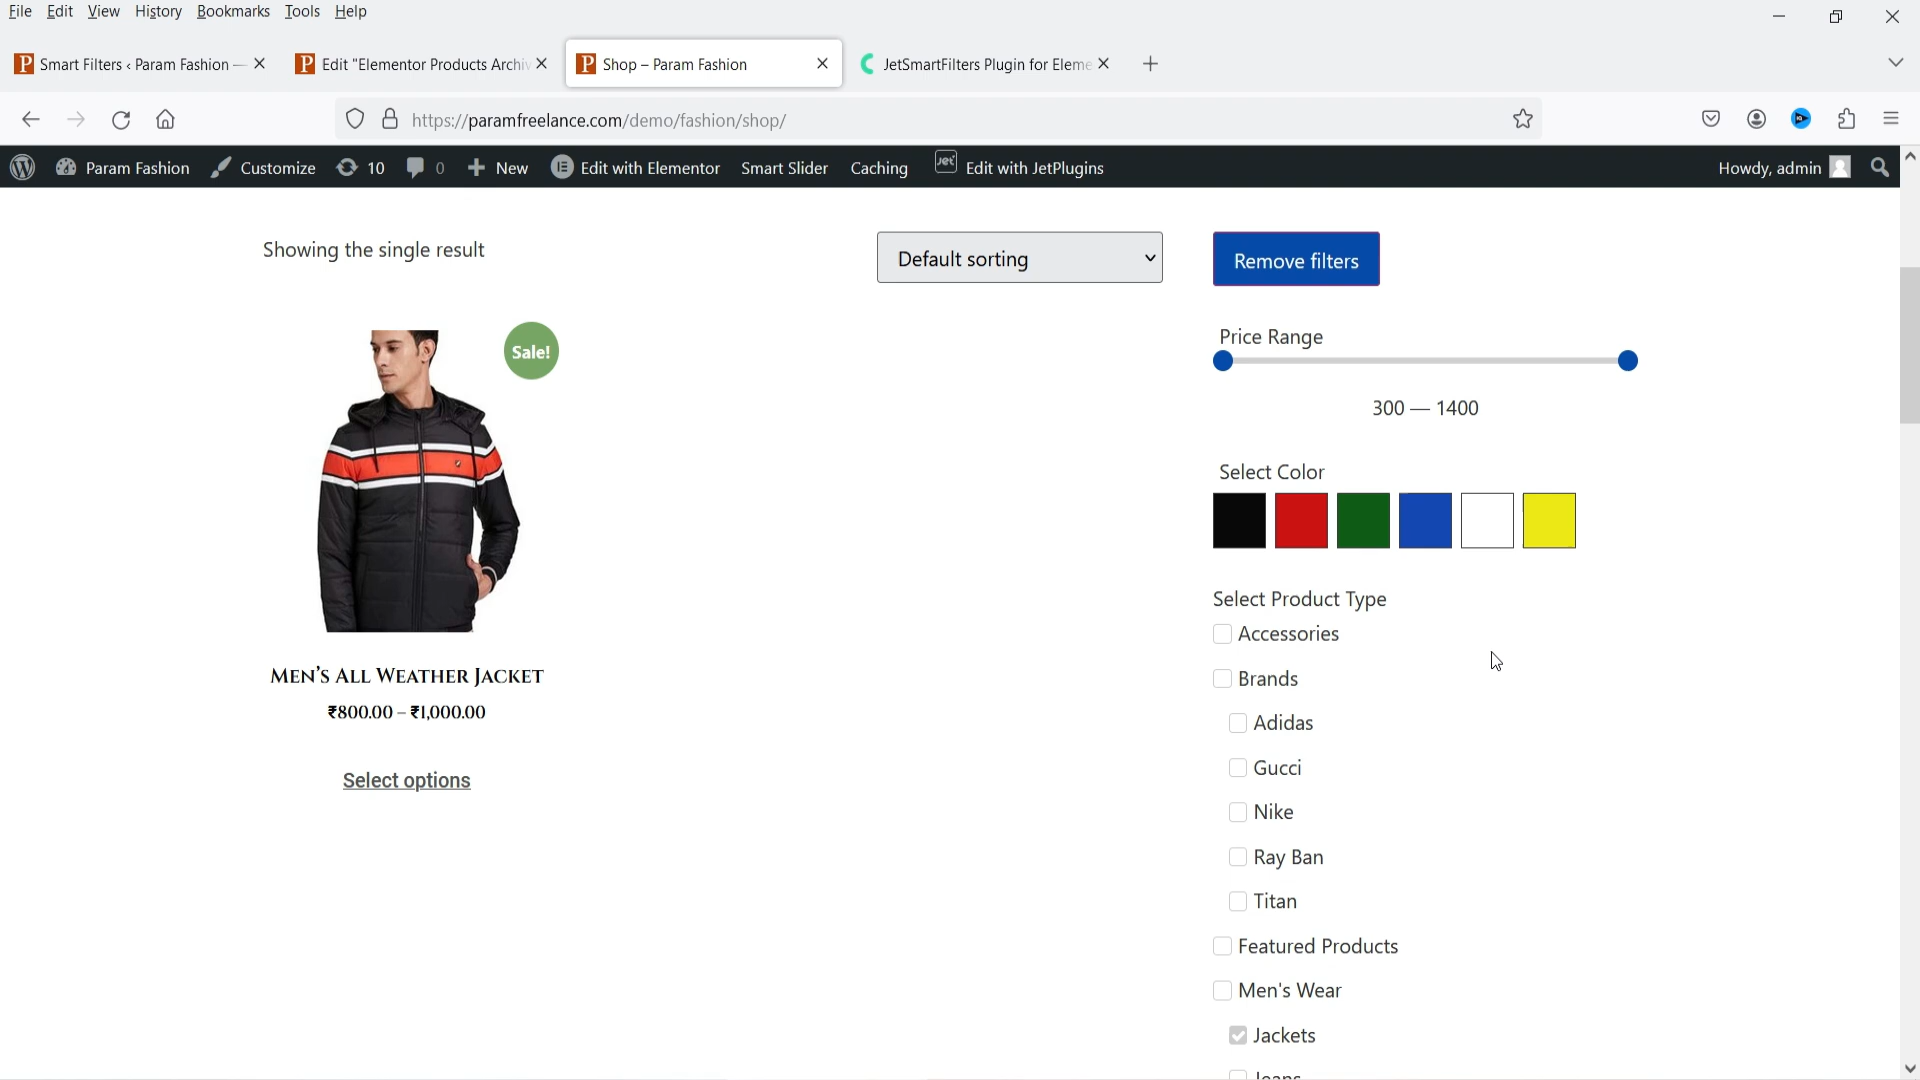 File Edit View History Bookmarks Tools Help
Smart Filters ‹ Param Fashion —
Edit "Elementor Products Archiv
Shop – Param Fashion
JetSmartFilters Plugin for Eleme
https://paramfreelance.com/demo/fashion/shop/
Param Fashion Customize 10 0 New Edit with Elementor Smart Slider Caching Jet Edit with JetPlugins Howdy, admin
Showing the single result
Default sorting
Remove filters
Sale!
Price Range
300 — 1400
Select Color
Select Product Type
Accessories
Brands
Adidas
Gucci
Nike
Ray Ban
Titan
Featured Products
Men's Wear
Jackets
Jeans
Men’s All Weather Jacket
₹800.00 – ₹1,000.00
Select options